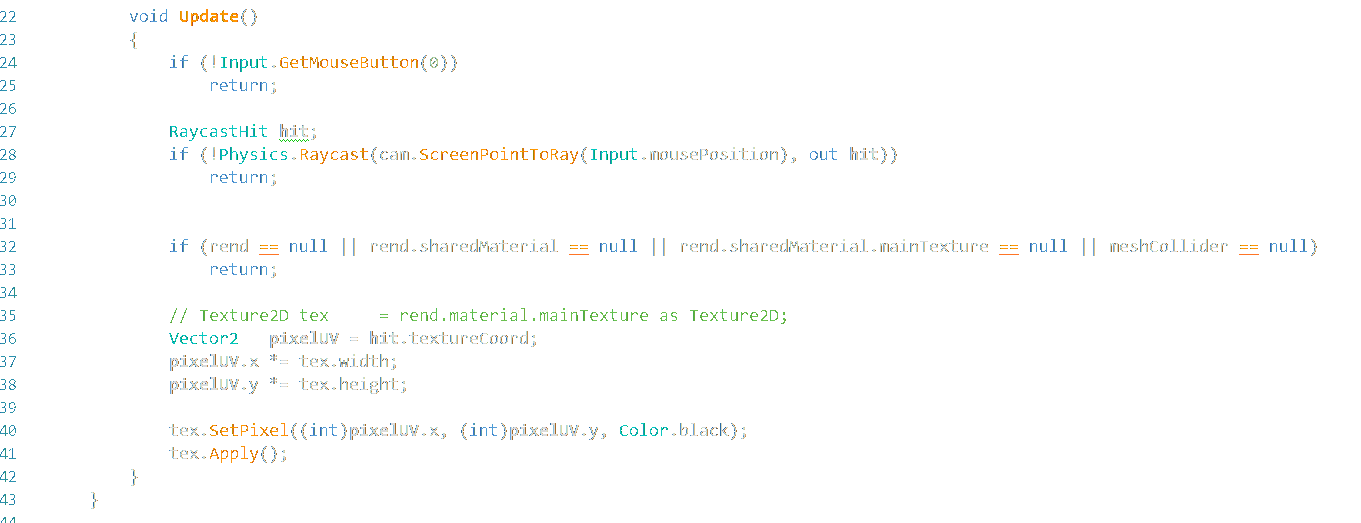 22 void Update()
23 {
24 if (!Input.GetMouseButton(0))
25 return;
26
27 RaycastHit hit;
28 if (!Physics.Raycast(cam.ScreenPointToRay(Input.mousePosition), out hit))
29 return;
30
31
32 if (rend == null || rend.sharedMaterial == null || rend.sharedMaterial.mainTexture == null || meshCollider == null)
33 return;
34
35 // Texture2D tex     = rend.material.mainTexture as Texture2D;
36 Vector2   pixelUV = hit.textureCoord;
37 pixelUV.x *= tex.width;
38 pixelUV.y *= tex.height;
39
40 tex.SetPixel((int)pixelUV.x, (int)pixelUV.y, Color.black);
41 tex.Apply();
42 }
43 }
44